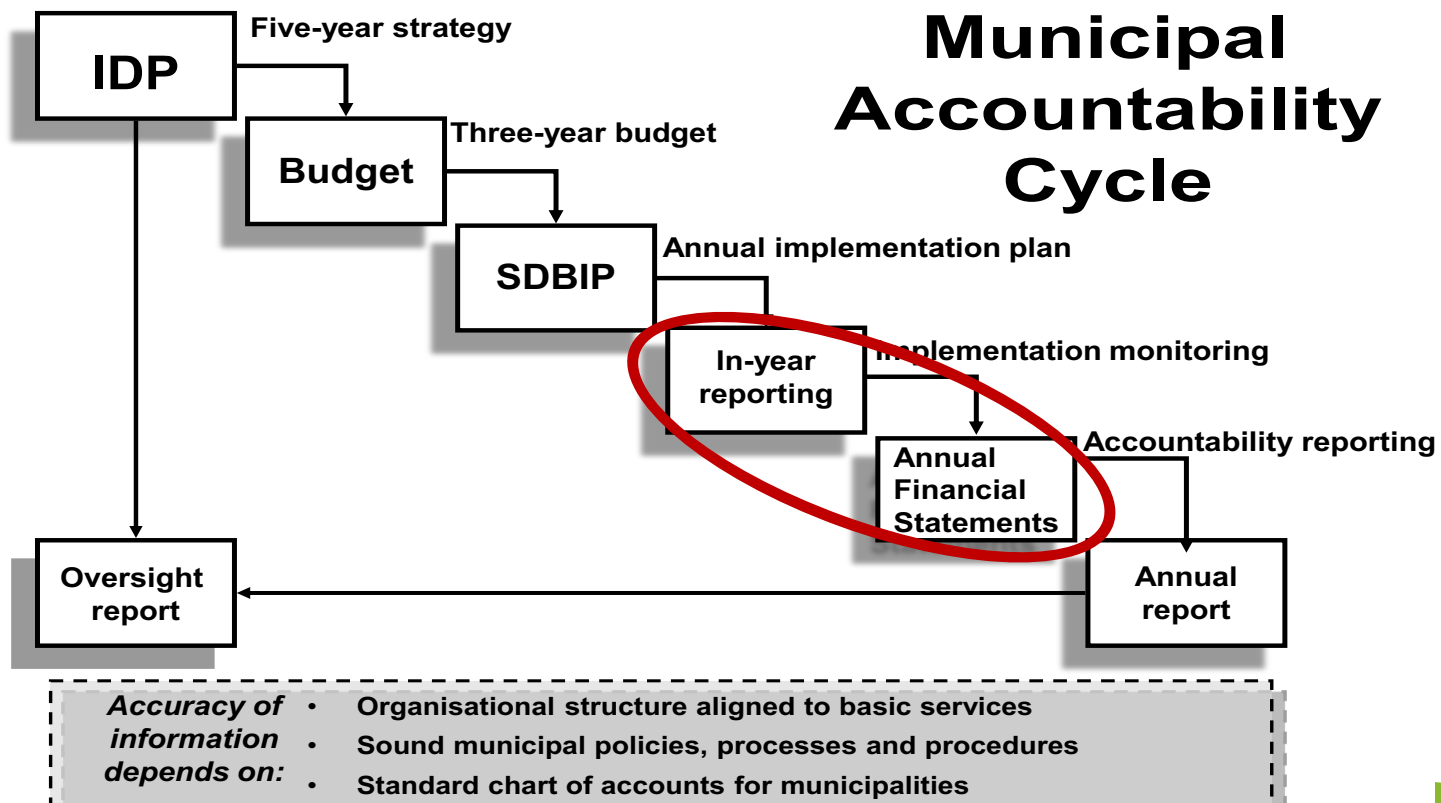 Municipal
Accountability
Cycle
IDP
Five-year strategy
Budget
Three-year budget
SDBIP
Annual implementation plan
In-year
reporting
Implementation monitoring
Annual
Financial
Statements
Accountability reporting
Annual
report
Oversight
report
Accuracy of
information
depends on:
• Organisational structure aligned to basic services
• Sound municipal policies, processes and procedures
• Standard chart of accounts for municipalities